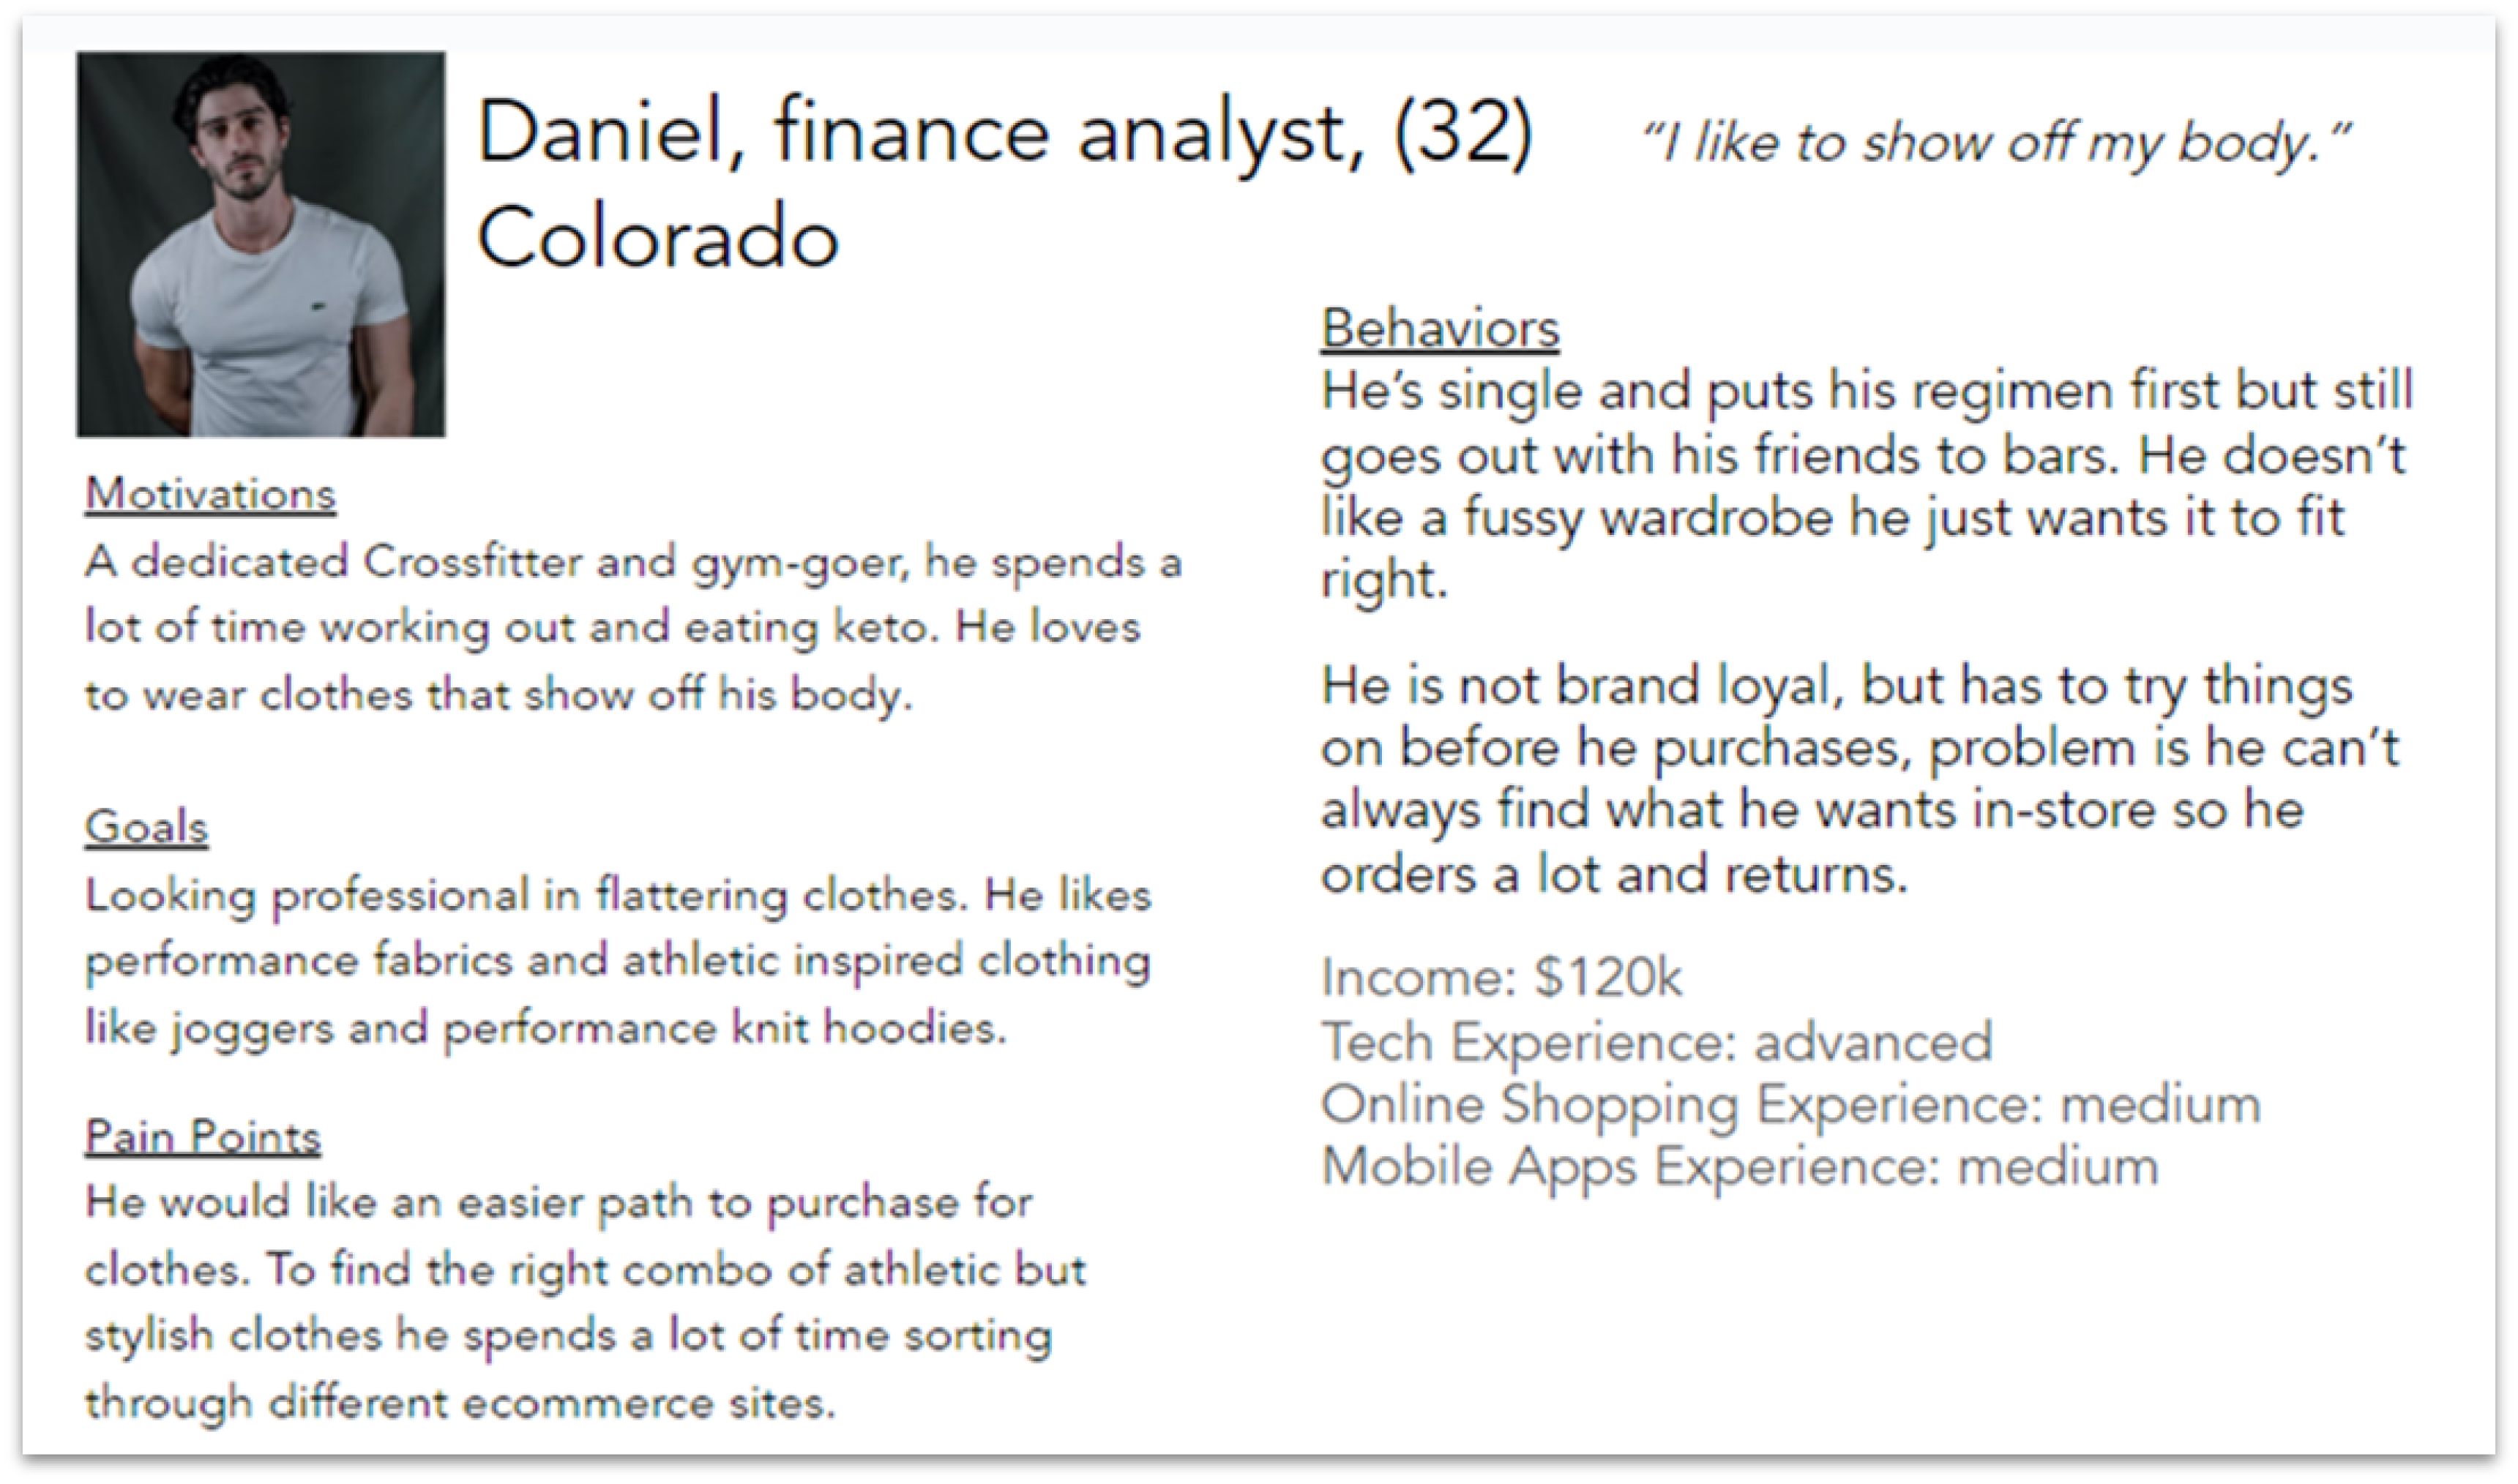 Daniel, finance analyst, (32)
Colorado
“I like to show off my body.”
Motivations
A dedicated Crossfitter and gym-goer, he spends a
lot of time working out and eating keto. He loves
to wear clothes that show off his body.
Goals
Looking professional in flattering clothes. He likes
performance fabrics and athletic inspired clothing
like joggers and performance knit hoodies.
Pain Points
He would like an easier path to purchase for
clothes. To find the right combo of athletic but
stylish clothes he spends a lot of time sorting
through different ecommerce sites.
Behaviors
He’s single and puts his regimen first but still
goes out with his friends to bars. He doesn’t
like a fussy wardrobe he just wants it to fit
right.
He is not brand loyal, but has to try things
on before he purchases, problem is he can’t
always find what he wants in-store so he
orders a lot and returns.
Income: $120k
Tech Experience: advanced
Online Shopping Experience: medium
Mobile Apps Experience: medium